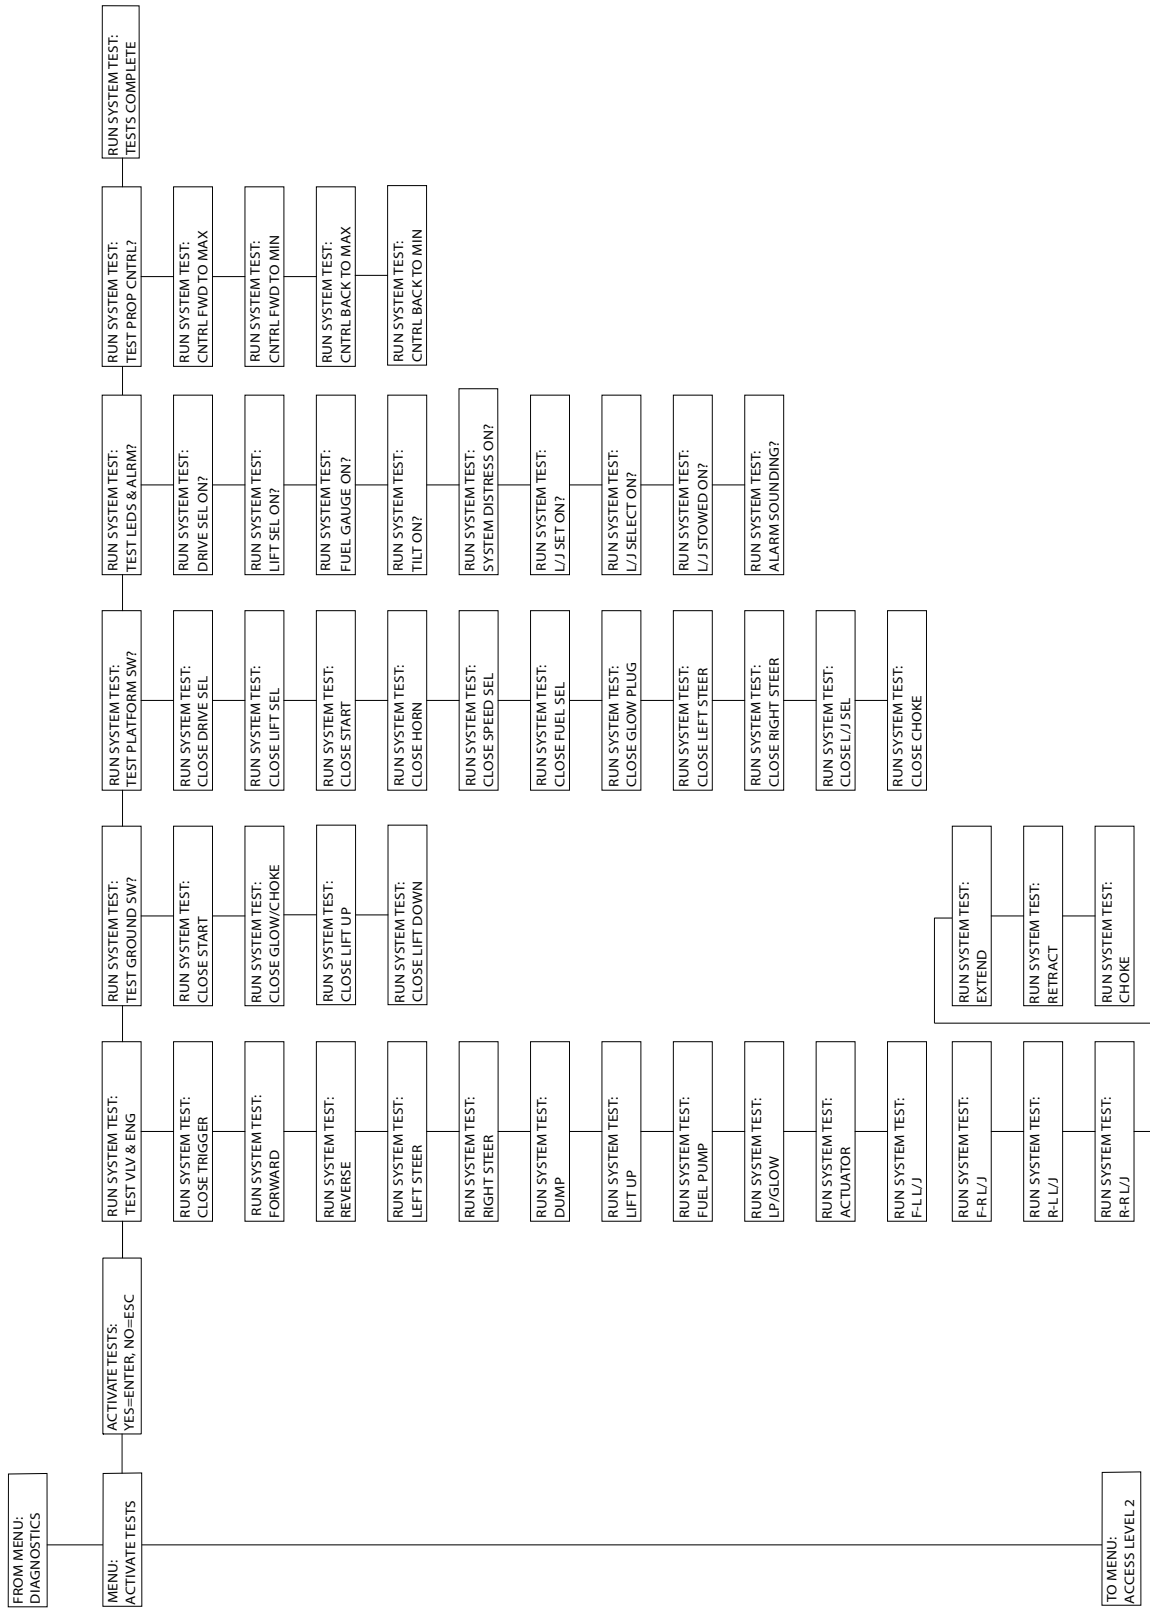 FROM MENU:
DIAGNOSTICS
MENU:
ACTIVATE TESTS
TO MENU:
ACCESS LEVEL 2
ACTIVATE TESTS:
YES=ENTER, NO=ESC
RUN SYSTEM TEST:
TEST VLV & ENG
RUN SYSTEM TEST:
CLOSE TRIGGER
RUN SYSTEM TEST:
FORWARD
RUN SYSTEM TEST:
REVERSE
RUN SYSTEM TEST:
LEFT STEER
RUN SYSTEM TEST:
RIGHT STEER
RUN SYSTEM TEST:
DUMP
RUN SYSTEM TEST:
LIFT UP
RUN SYSTEM TEST:
FUEL PUMP
RUN SYSTEM TEST:
LP/GLOW
RUN SYSTEM TEST:
ACTUATOR
RUN SYSTEM TEST:
F-L L/J
RUN SYSTEM TEST:
F-R L/J
RUN SYSTEM TEST:
R-L L/J
RUN SYSTEM TEST:
R-R L/J
RUN SYSTEM TEST:
EXTEND
RUN SYSTEM TEST:
RETRACT
RUN SYSTEM TEST:
CHOKE
RUN SYSTEM TEST:
TEST GROUND SW?
RUN SYSTEM TEST:
CLOSE START
RUN SYSTEM TEST:
CLOSE GLOW/CHOKE
RUN SYSTEM TEST:
CLOSE LIFT UP
RUN SYSTEM TEST:
CLOSE LIFT DOWN
RUN SYSTEM TEST:
TEST PLATFORM SW?
RUN SYSTEM TEST:
CLOSE DRIVE SEL
RUN SYSTEM TEST:
CLOSE LIFT SEL
RUN SYSTEM TEST:
CLOSE START
RUN SYSTEM TEST:
CLOSE HORN
RUN SYSTEM TEST:
CLOSE SPEED SEL
RUN SYSTEM TEST:
CLOSE FUEL SEL
RUN SYSTEM TEST:
CLOSE GLOW PLUG
RUN SYSTEM TEST:
CLOSE LEFT STEER
RUN SYSTEM TEST:
CLOSE RIGHT STEER
RUN SYSTEM TEST:
CLOSE L/J SEL
RUN SYSTEM TEST:
CLOSE CHOKE
RUN SYSTEM TEST:
TEST LEDS & ALRM?
RUN SYSTEM TEST:
DRIVE SEL ON?
RUN SYSTEM TEST:
LIFT SEL ON?
RUN SYSTEM TEST:
FUEL GAUGE ON?
RUN SYSTEM TEST:
TILT ON?
RUN SYSTEM TEST:
SYSTEM DISTRESS ON?
RUN SYSTEM TEST:
L/J SET ON?
RUN SYSTEM TEST:
L/J SELECT ON?
RUN SYSTEM TEST:
L/J STOWED ON?
RUN SYSTEM TEST:
ALARM SOUNDING?
RUN SYSTEM TEST:
TEST PROP CNTRL?
RUN SYSTEM TEST:
CNTRL FWD TO MAX
RUN SYSTEM TEST:
CNTRL FWD TO MIN
RUN SYSTEM TEST:
CNTRL BACK TO MAX
RUN SYSTEM TEST:
CNTRL BACK TO MIN
RUN SYSTEM TEST:
TESTS COMPLETE